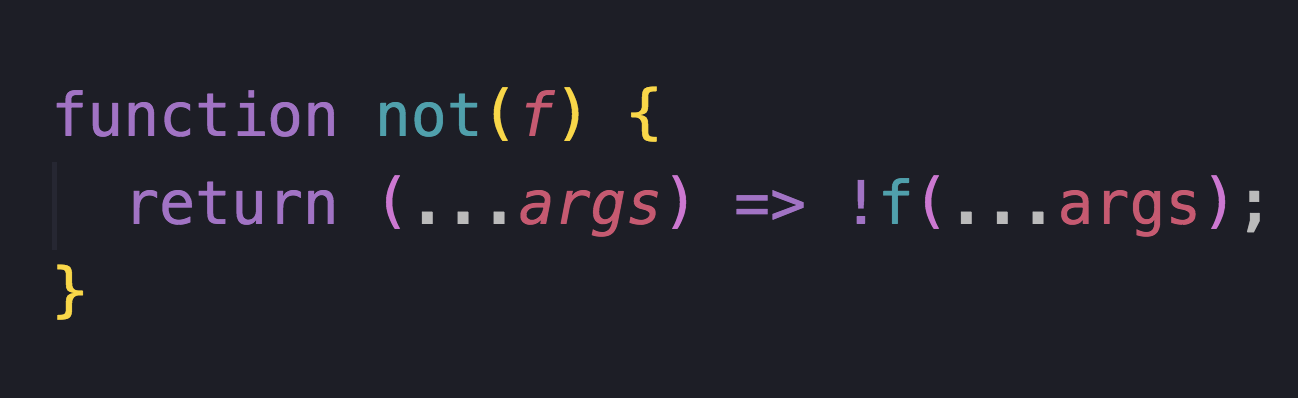 function not(f) {
  return (...args) => !f(...args);
}